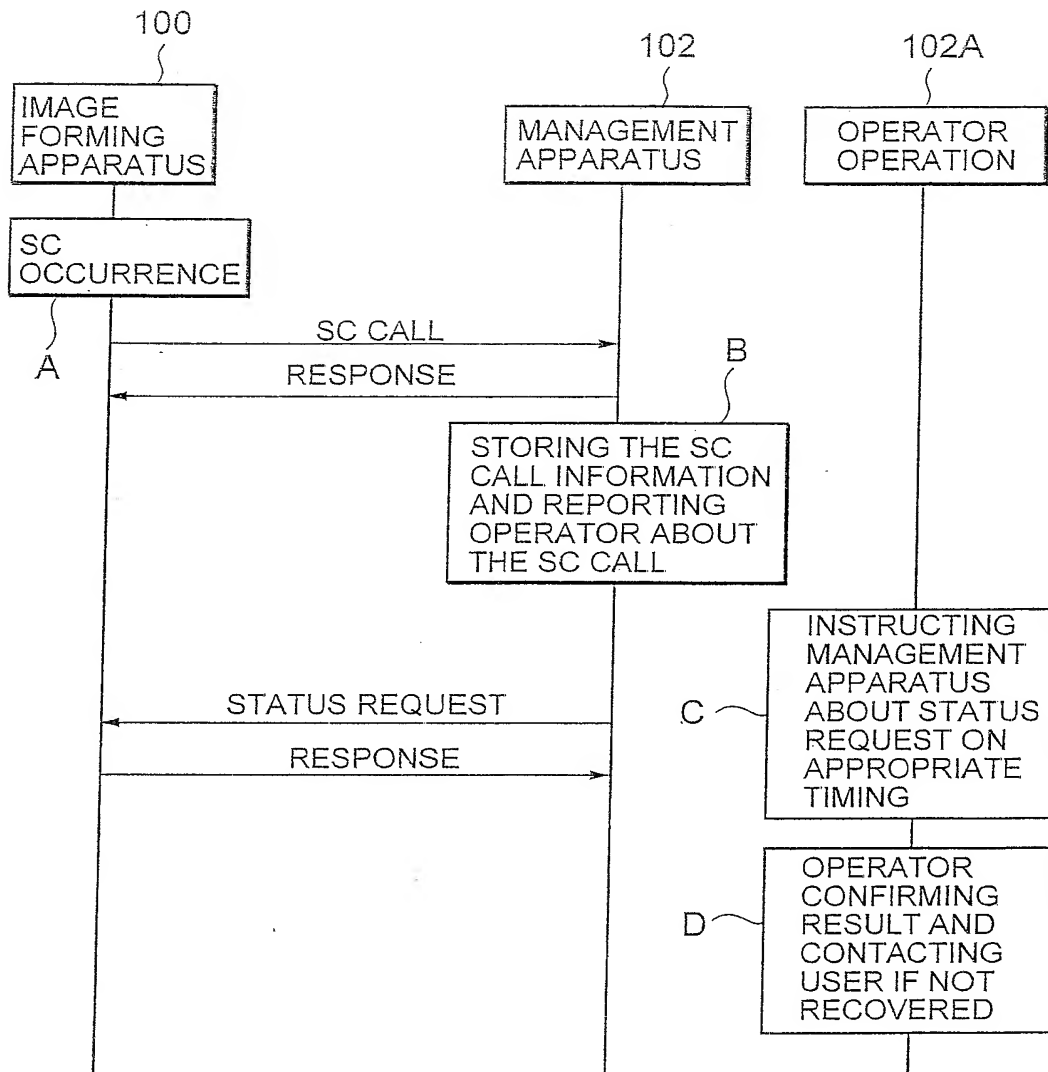 100
102
102A
IMAGE
FORMING
APPARATUS
MANAGEMENT
APPARATUS
OPERATOR
OPERATION
SC
OCCURRENCE
A
SC CALL
RESPONSE
B
STORING THE SC
CALL INFORMATION
AND REPORTING
OPERATOR ABOUT
THE SC CALL
STATUS REQUEST
RESPONSE
C
INSTRUCTING
MANAGEMENT
APPARATUS
ABOUT STATUS
REQUEST ON
APPROPRIATE
TIMING
D
OPERATOR
CONFIRMING
RESULT AND
CONTACTING
USER IF NOT
RECOVERED